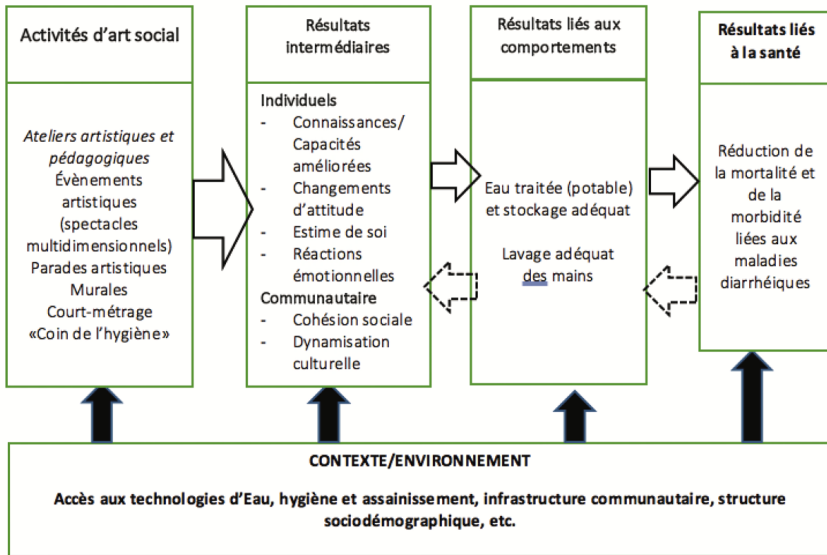 Activités d'art social
Ateliers artistiques et
pédagogiques
Évènements
artistiques
(spectacles
multidimensionnels)
Parades artistiques
Murales
Court-métrage
«Coin de l'hygiène»
Résultats
intermédiaires
Individuels
- Connaissances/
Capacités
améliorées
- Changements
d'attitude
- Estime de soi
- Réactions
émotionnelles
Communautaire
- Cohésion sociale
- Dynamisation
culturelle
Résultats liés aux
comportements
Eau traitée (potable)
et stockage adéquat
Lavage adéquat
des mains
Résultats liés
à la santé
Réduction de
la mortalité et
de la
morbidité
liées aux
maladies
diarrhéiques
CONTEXTE/ENVIRONNEMENT
Accès aux technologies d'Eau, hygiène et assainissement, infrastructure communautaire, structure
sociodémographique, etc.